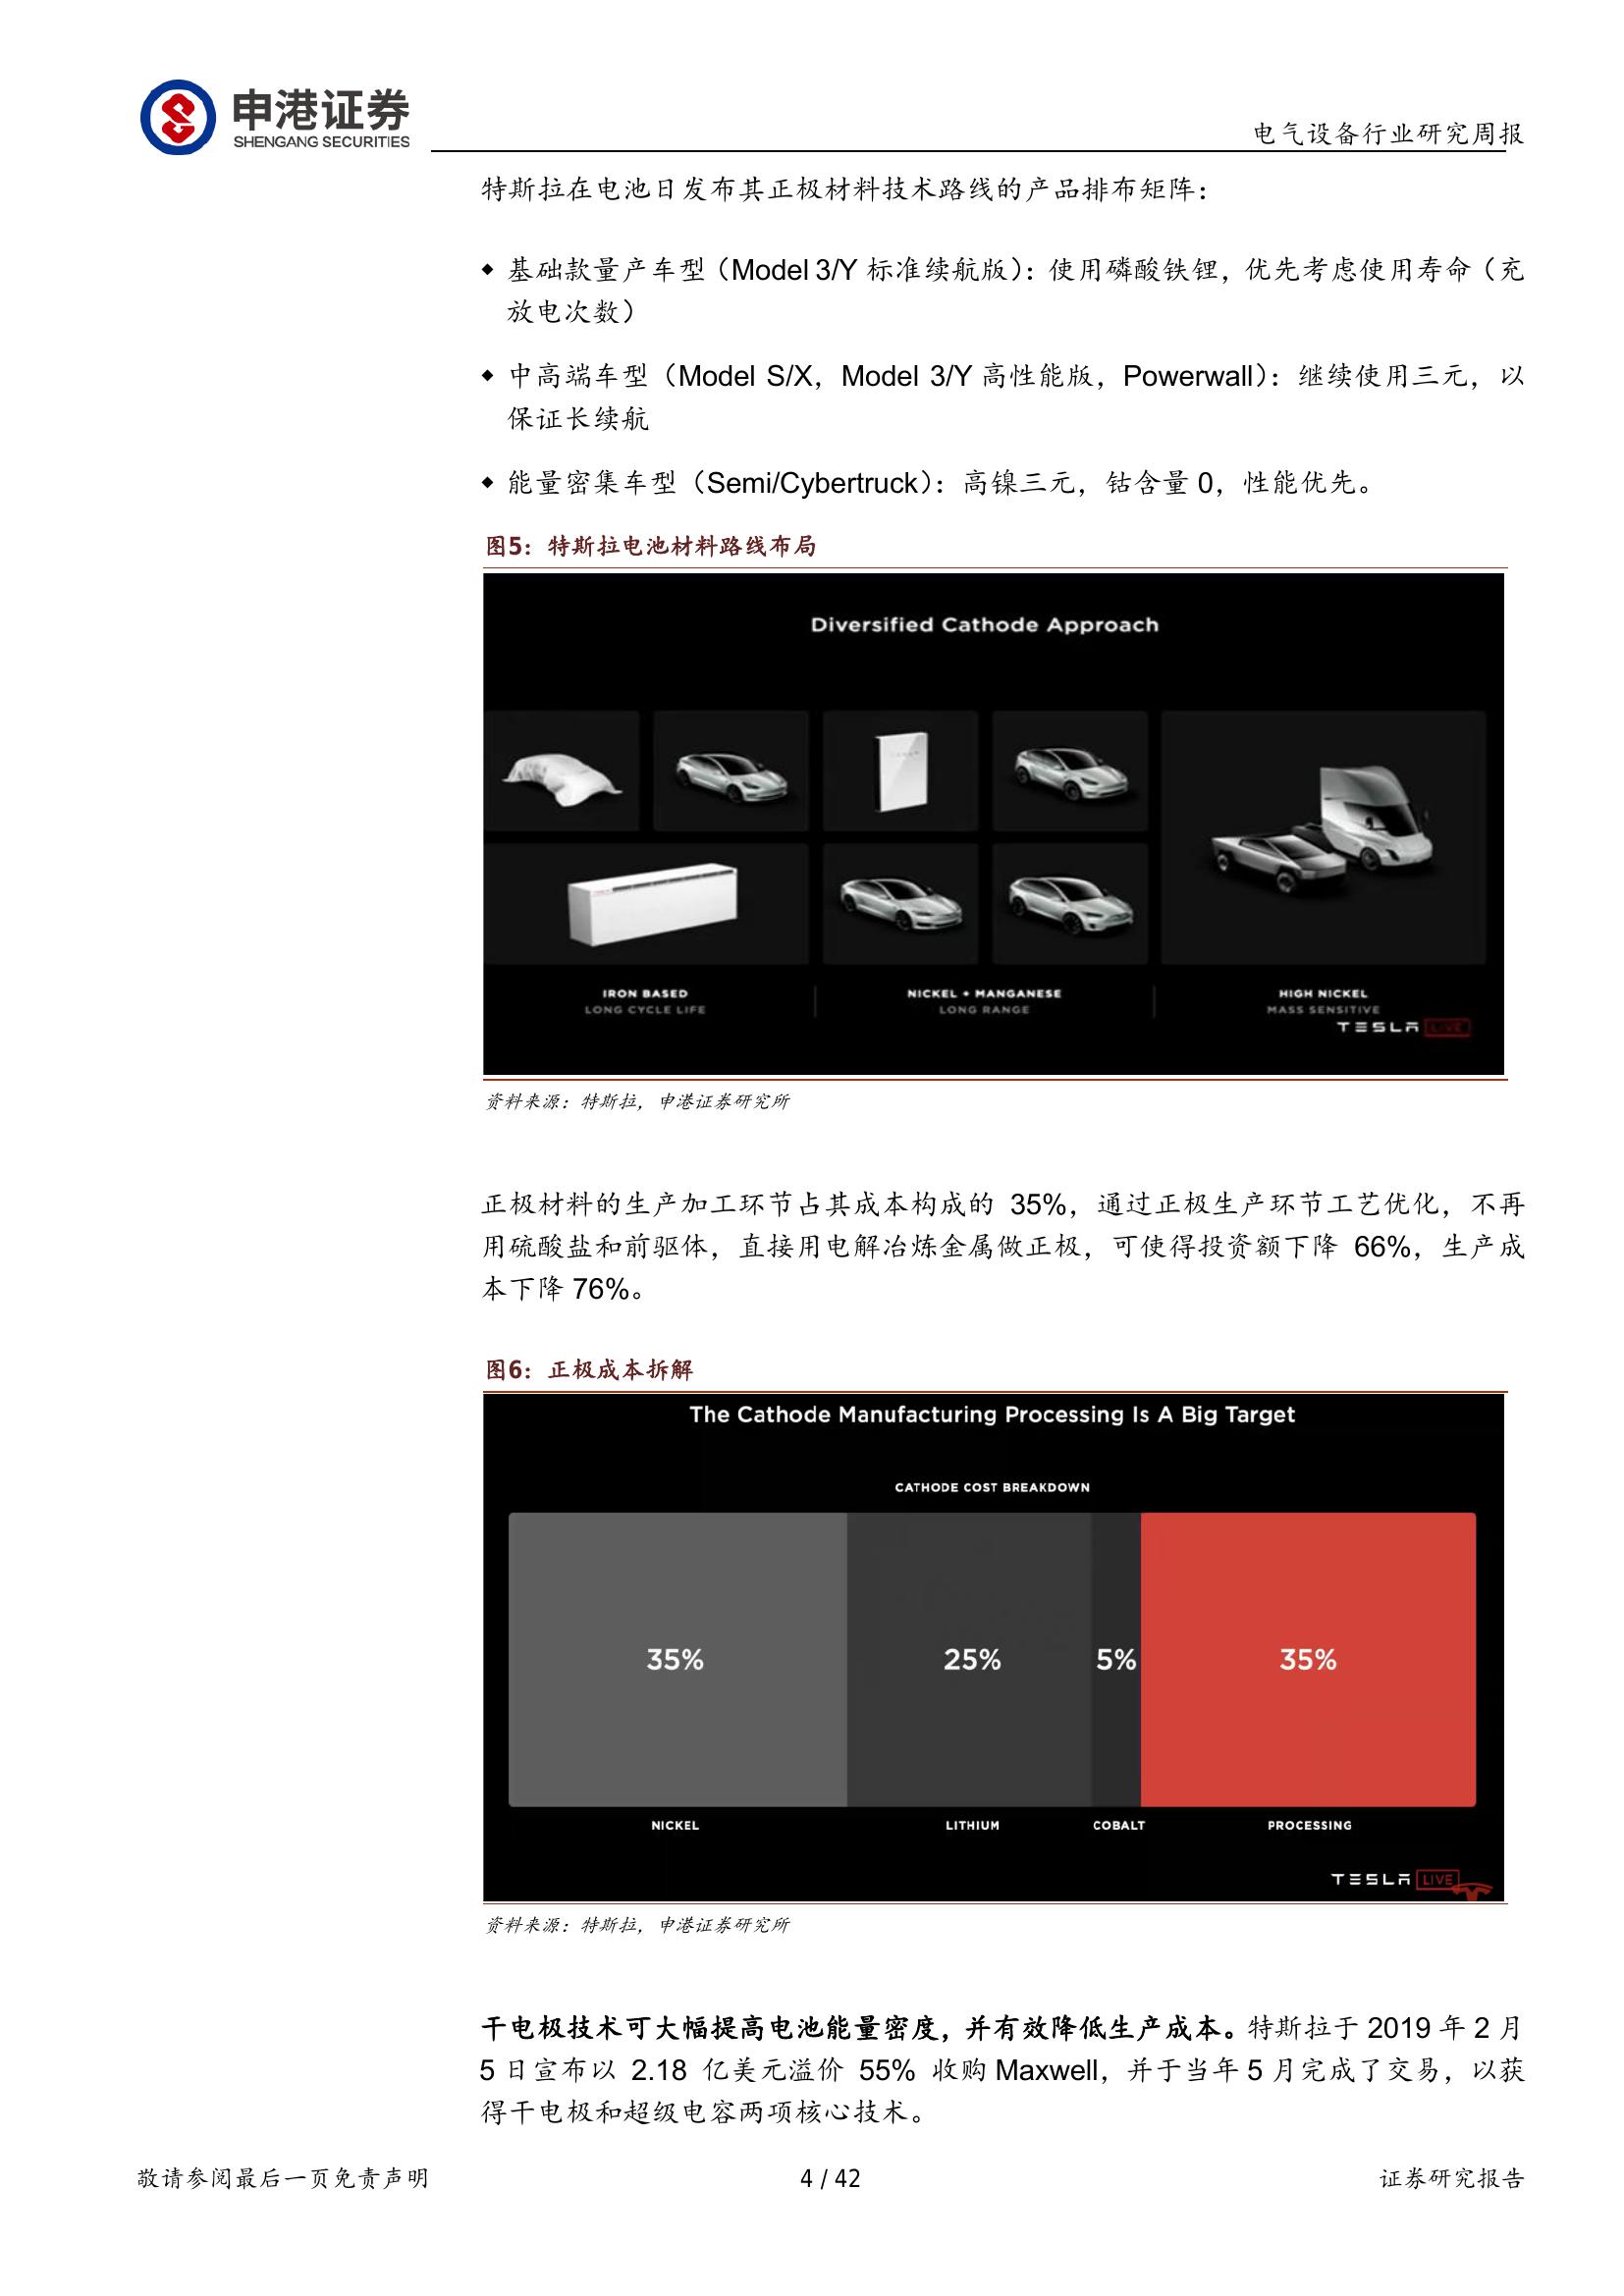 申港证券
SHENGANG SECURITIES
电气设备行业研究周报
特斯拉在电池日发布其正极材料技术路线的产品排布矩阵：
◆ 基础款量产车型（Model 3/Y 标准续航版）：使用磷酸铁锂，优先考虑使用寿命（充
放电次数）
◆ 中高端车型（Model S/X，Model 3/Y 高性能版，Powerwall）：继续使用三元，以
保证长续航
◆ 能量密集车型（Semi/Cybertruck）：高镍三元，钴含量 0，性能优先。
图5：特斯拉电池材料路线布局
Diversified Cathode Approach
IRON BASED
LONG CYCLE LIFE
NICKEL + MANGANESE
LONG RANGE
HIGH NICKEL
MASS SENSITIVE
TESLA LIVE
资料来源：特斯拉，申港证券研究所
正极材料的生产加工环节占其成本构成的 35%，通过正极生产环节工艺优化，不再
用硫酸盐和前驱体，直接用电解冶炼金属做正极，可使得投资额下降 66%，生产成
本下降 76%。
图6：正极成本拆解
The Cathode Manufacturing Processing Is A Big Target
CATHODE COST BREAKDOWN
35% 25% 5% 35%
NICKEL LITHIUM COBALT PROCESSING
TESLA LIVE
资料来源：特斯拉，申港证券研究所
干电极技术可大幅提高电池能量密度，并有效降低生产成本。特斯拉于 2019 年 2 月
5 日宣布以 2.18 亿美元溢价 55% 收购 Maxwell，并于当年 5 月完成了交易，以获
得干电极和超级电容两项核心技术。
敬请参阅最后一页免责声明
4 / 42
证券研究报告